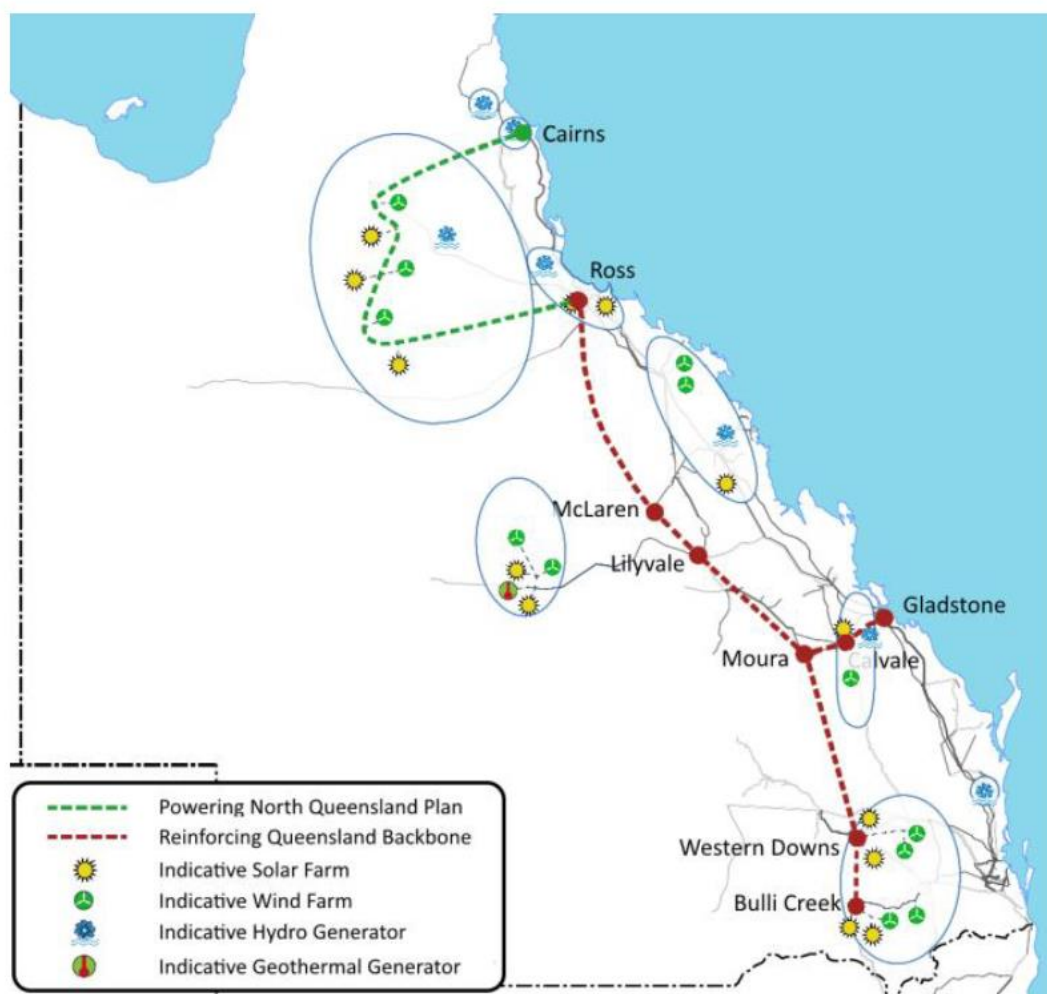 Cairns
Ross
McLaren
Lilyvale
Gladstone
Moura
Calvale
Western Downs
Bulli Creek
Powering North Queensland Plan
Reinforcing Queensland Backbone
Indicative Solar Farm
Indicative Wind Farm
Indicative Hydro Generator
Indicative Geothermal Generator